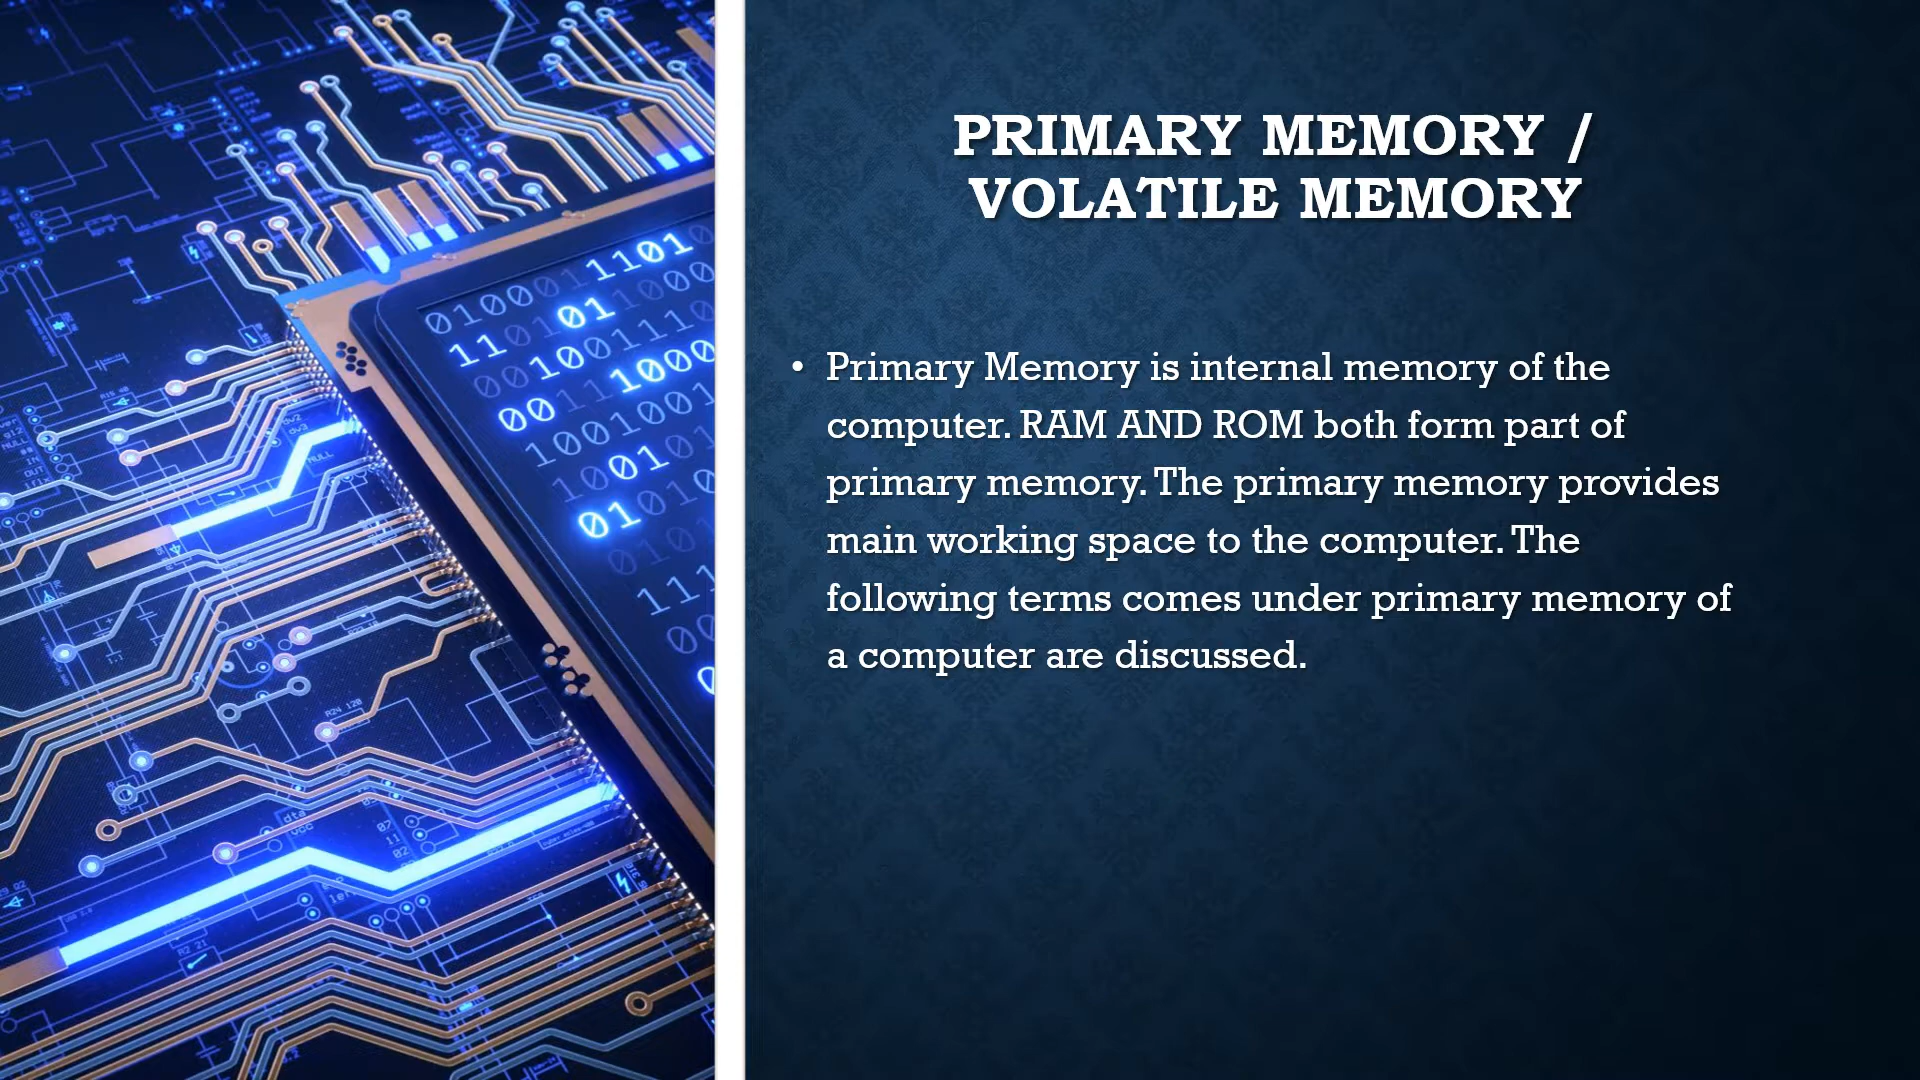 PRIMARY MEMORY /
VOLATILE MEMORY
• Primary Memory is internal memory of the
computer. RAM AND ROM both form part of
primary memory. The primary memory provides
main working space to the computer. The
following terms comes under primary memory of
a computer are discussed.